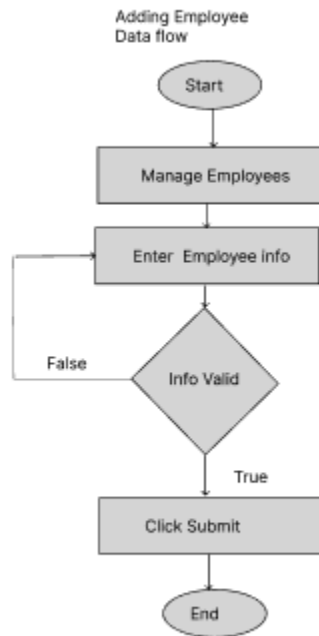 Adding Employee
Data flow
Start
Manage Employees
Enter Employee info
False
Info Valid
True
Click Submit
End